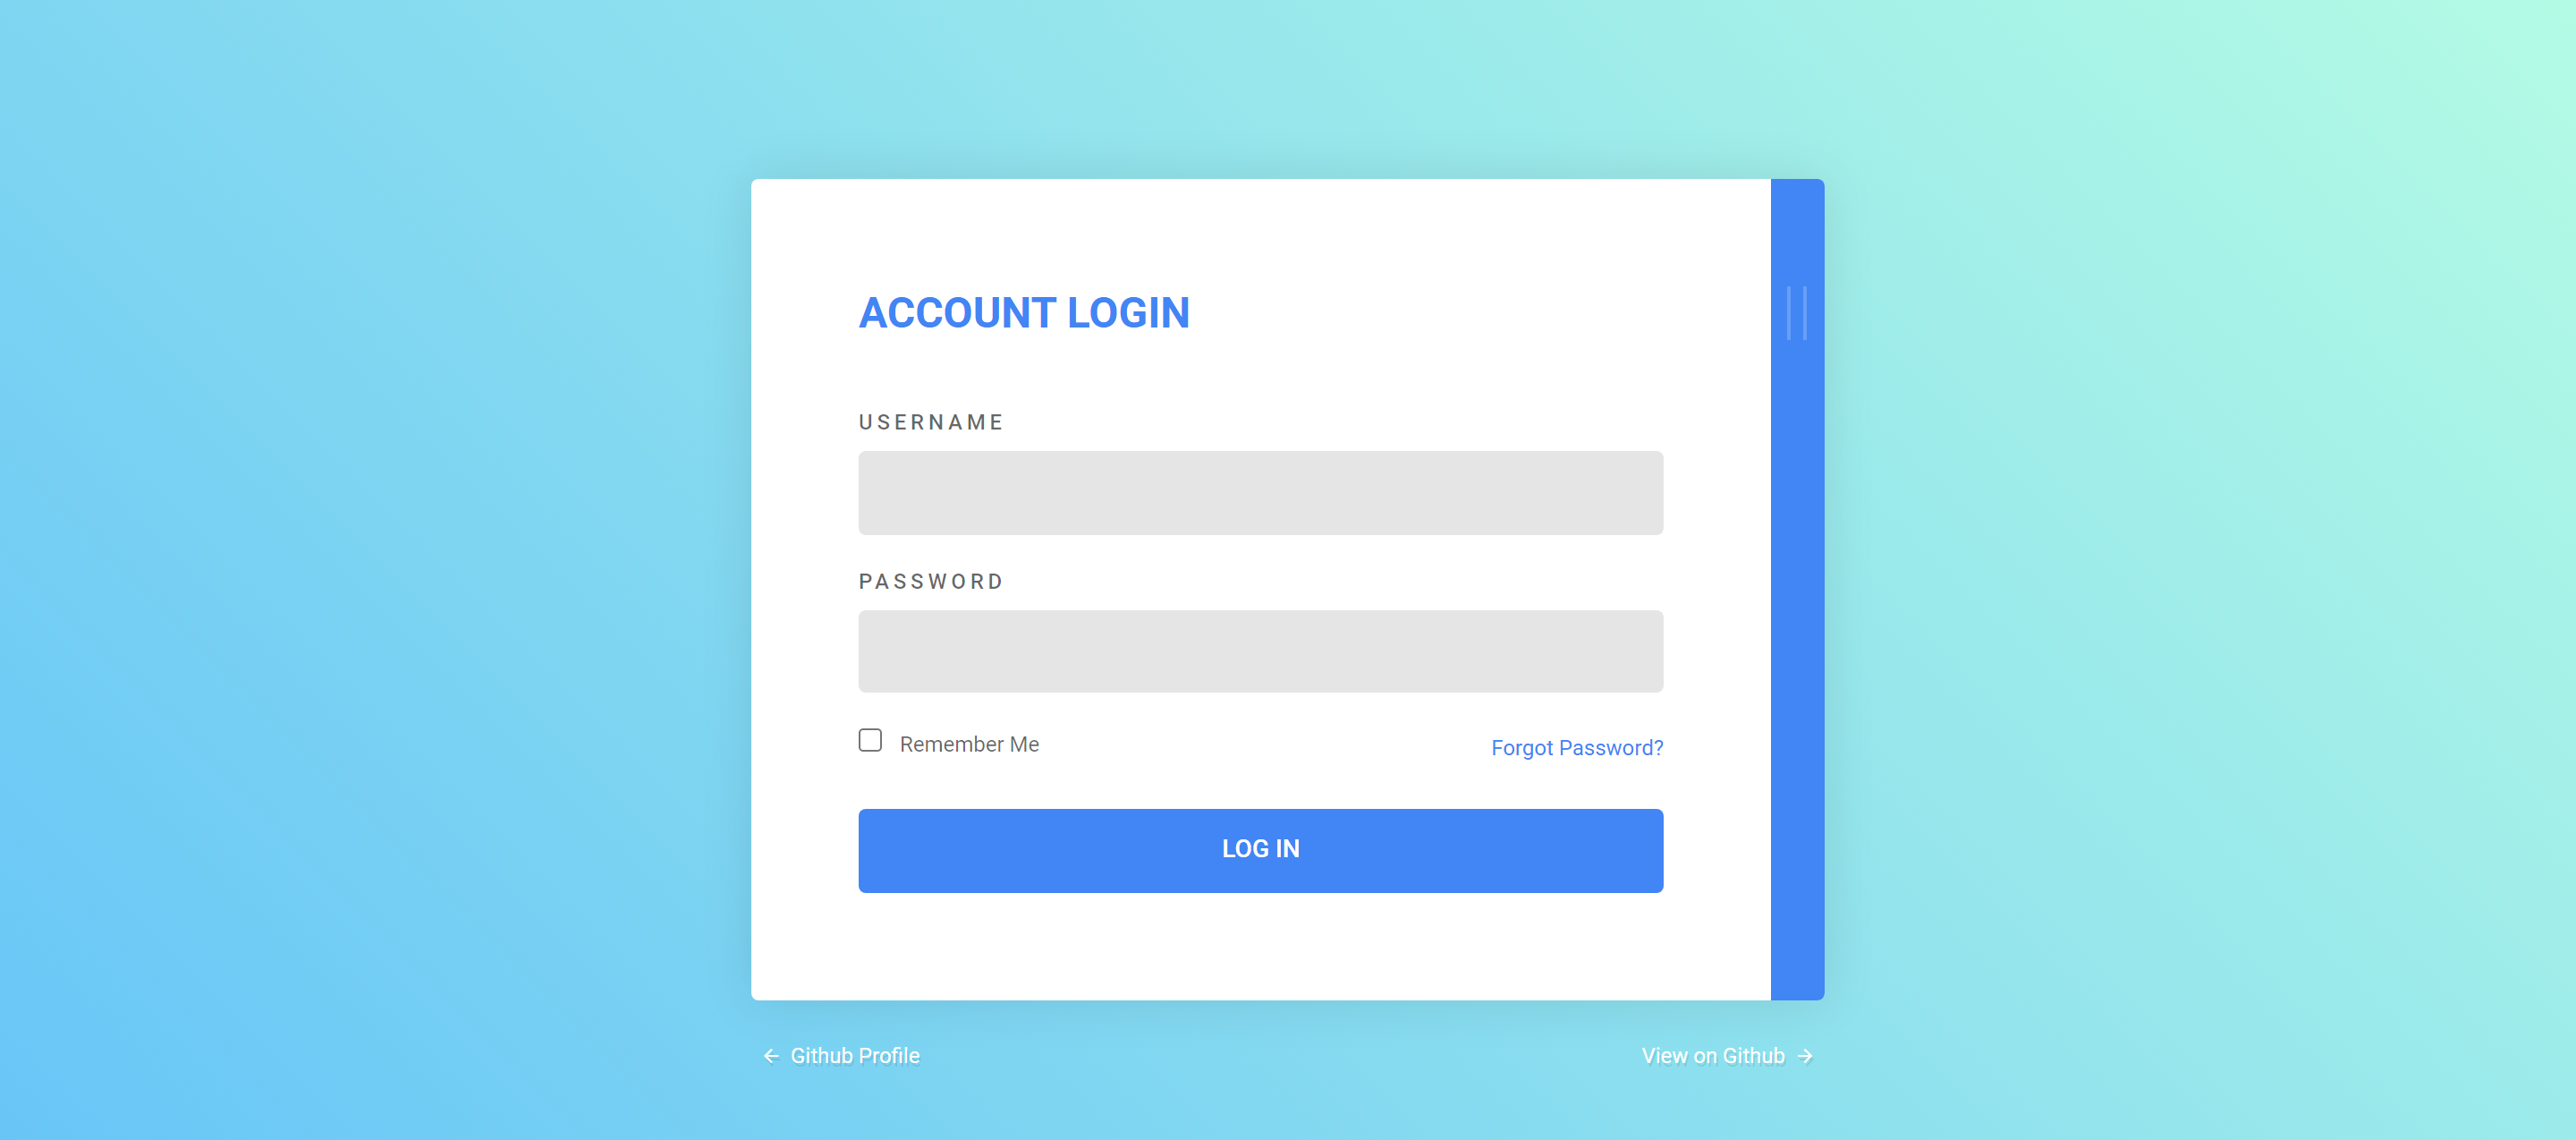 ACCOUNT LOGIN
USERNAME
PASSWORD
Remember Me
Forgot Password?
LOG IN
Github Profile
View on Github